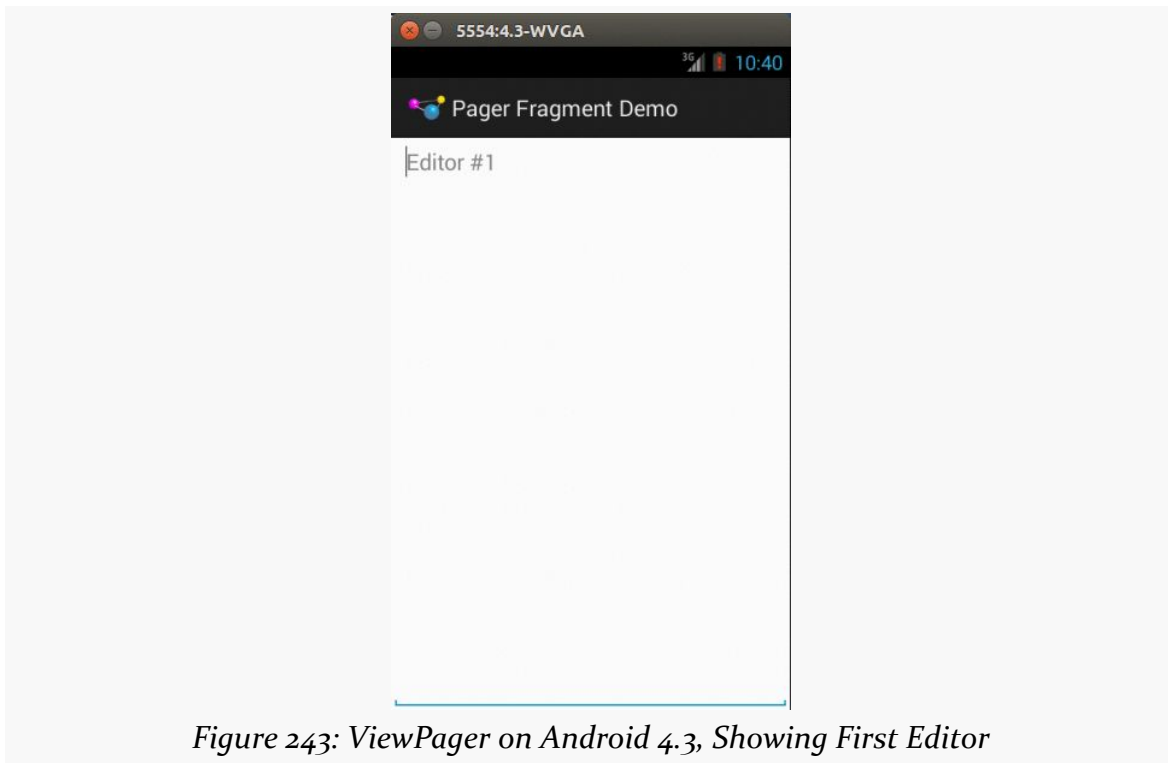 5554:4.3-WVGA
3G 10:40
Pager Fragment Demo
Editor #1
Figure 243: ViewPager on Android 4.3, Showing First Editor